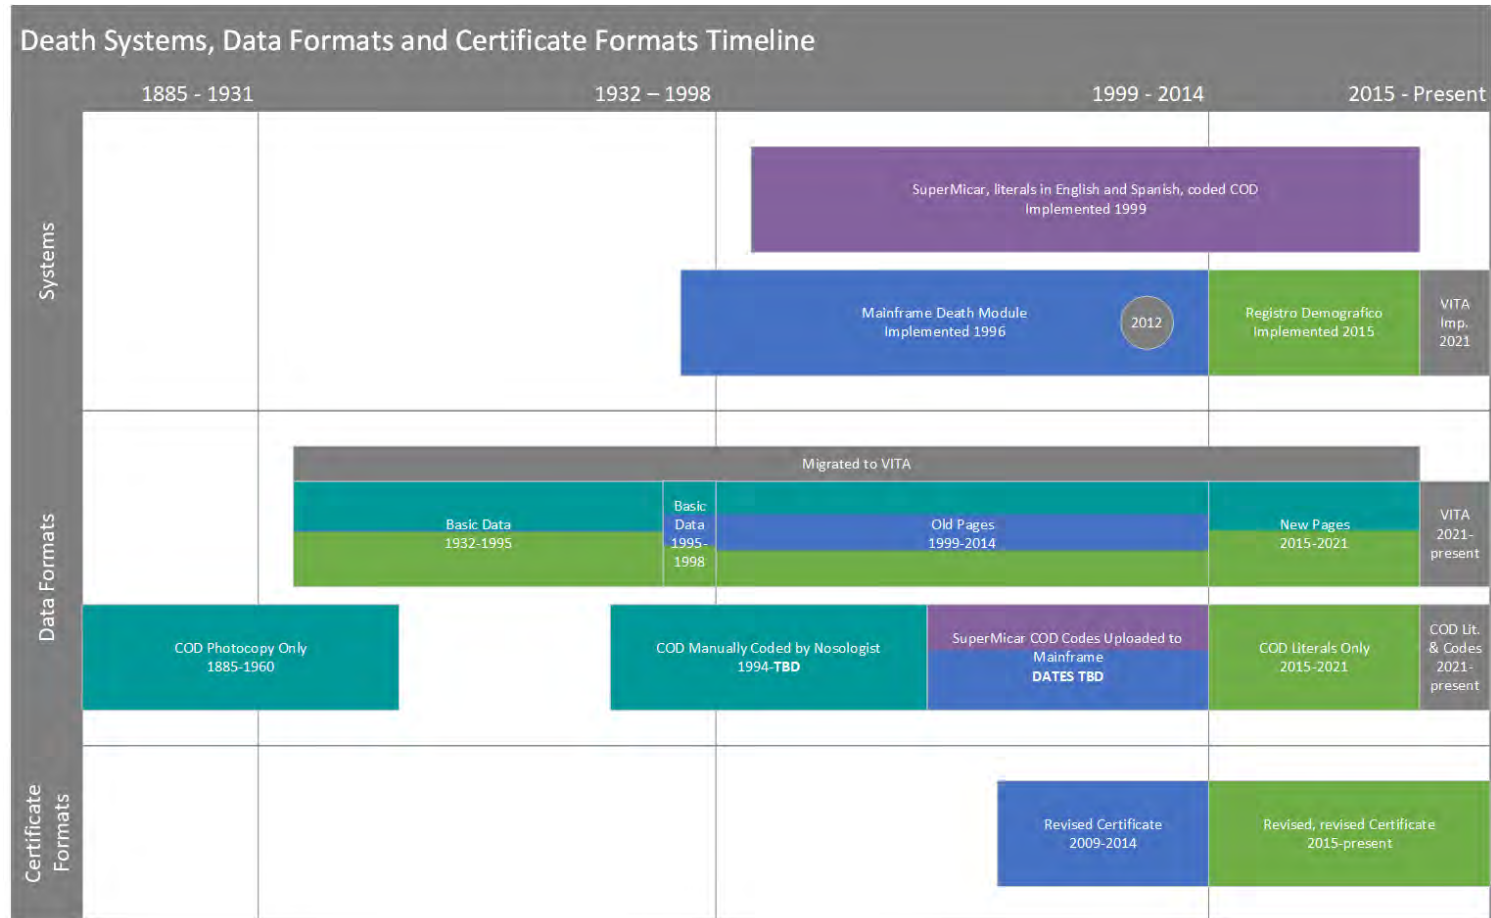 Death Systems, Data Formats and Certificate Formats Timeline
1885 - 1931
1932 – 1998
1999 - 2014
2015 - Present
Systems
SuperMicar, literals in English and Spanish, coded COD
Implemented 1999
Mainframe Death Module
Implemented 1996
2012
Registro Demografico
Implemented 2015
VITA
Imp.
2021
Data Formats
Migrated to VITA
Basic Data
1932-1995
Basic
Data
1995-
1998
Old Pages
1999-2014
New Pages
2015-2021
VITA
2021-
present
COD Photocopy Only
1885-1960
COD Manually Coded by Nosologist
1994-TBD
SuperMicar COD Codes Uploaded to
Mainframe
DATES TBD
COD Literals Only
2015-2021
COD Lit.
& Codes
2021-
present
Certificate
Formats
Revised Certificate
2009-2014
Revised, revised Certificate
2015-present